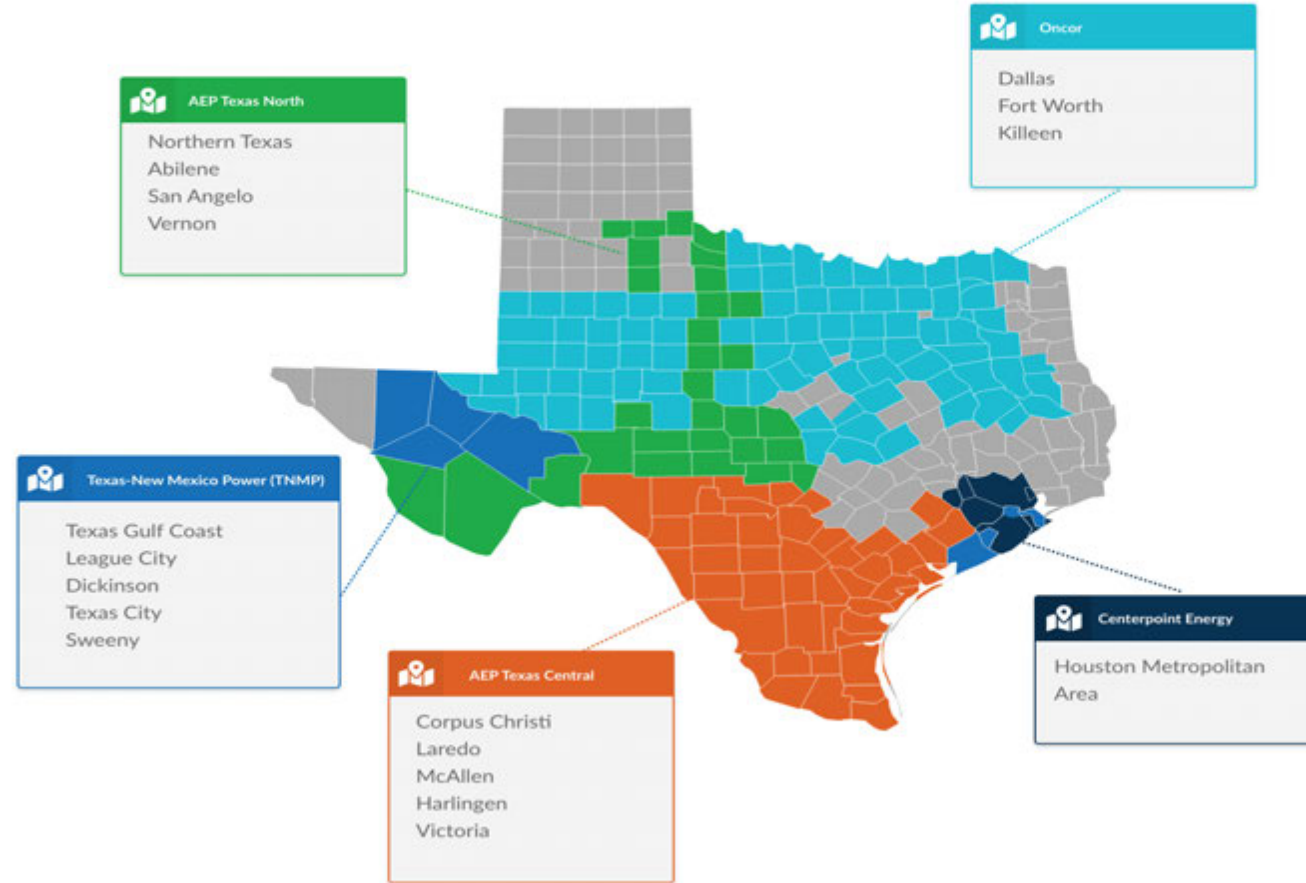 Oncor
Dallas
Fort Worth
Killeen
AEP Texas North
Northern Texas
Abilene
San Angelo
Vernon
Texas-New Mexico Power (TNMP)
Texas Gulf Coast
League City
Dickinson
Texas City
Sweeny
AEP Texas Central
Corpus Christi
Laredo
McAllen
Harlingen
Victoria
Centerpoint Energy
Houston Metropolitan
Area